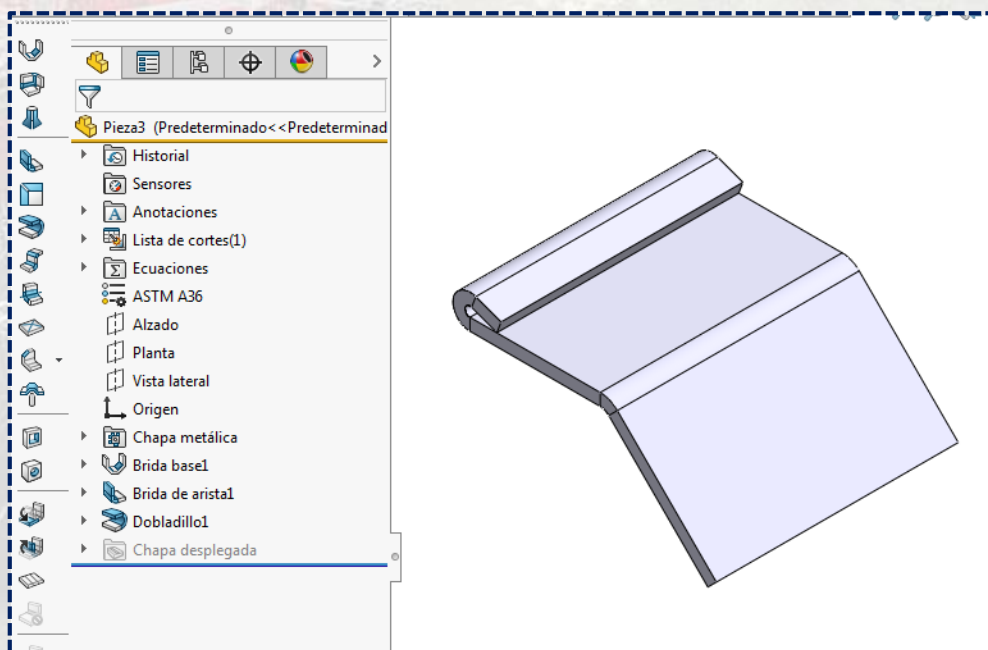 Pieza3 (Predeterminado<<Predeterminad
Historial
Sensores
A Anotaciones
Lista de cortes(1)
Σ Ecuaciones
ASTM A36
Alzado
Planta
Vista lateral
Origen
Chapa metálica
Brida base1
Brida de arista1
Dobladillo1
Chapa desplegada